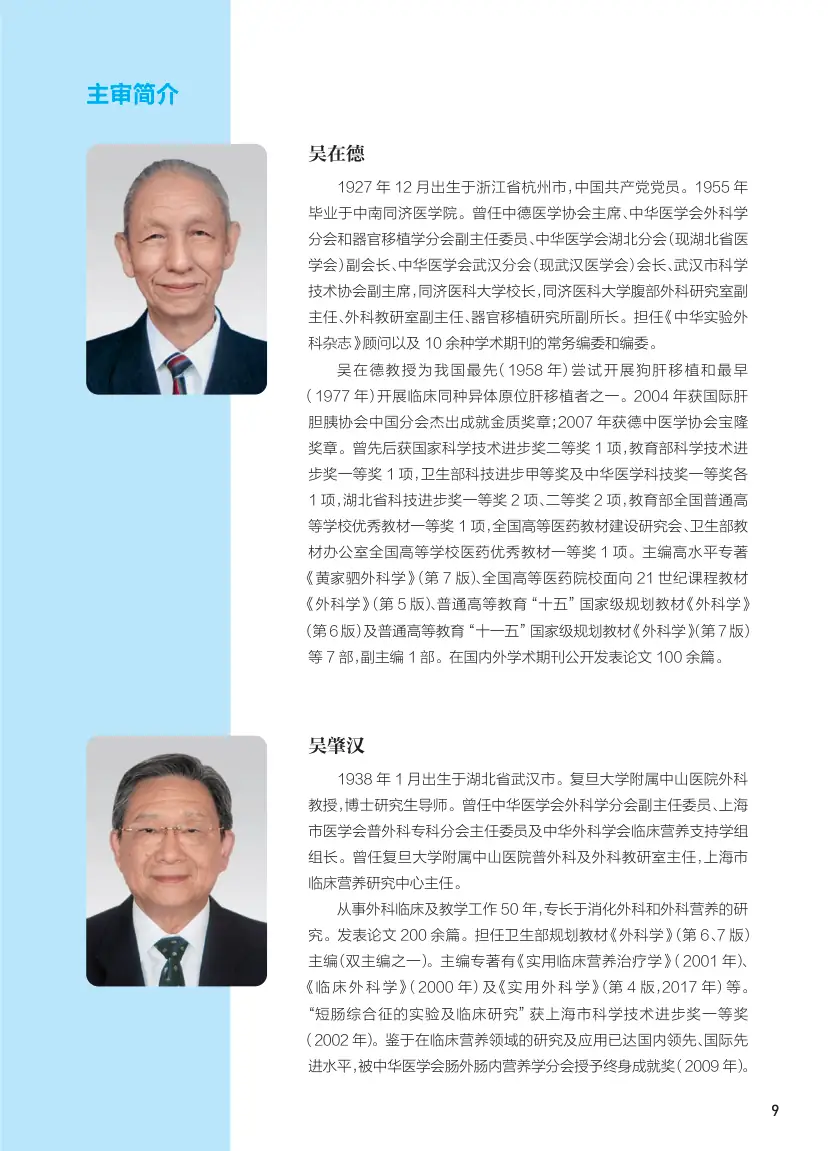 主审简介
吴在德
1927 年 12 月出生于浙江省杭州市，中国共产党党员。1955 年
毕业于中南同济医学院。曾任中德医学协会主席、中华医学会外科学
分会和器官移植学分会副主任委员、中华医学会湖北分会（现湖北省医
学会）副会长、中华医学会武汉分会（现武汉医学会）会长、武汉市科学
技术协会副主席，同济医科大学校长，同济医科大学腹部外科研究室副
主任、外科教研室副主任、器官移植研究所副所长。担任《中华实验外
科杂志》顾问以及 10 余种学术期刊的常务编委和编委。
吴在德教授为我国最先（1958 年）尝试开展狗肝移植和最早
（1977 年）开展临床同种异体原位肝移植者之一。2004 年获国际肝
胆胰协会中国分会杰出成就金质奖章；2007 年获德中医学协会宝隆
奖章。曾先后获国家科学技术进步奖二等奖 1 项，教育部科学技术进
步奖一等奖 1 项，卫生部科技进步甲等奖及中华医学科技奖一等奖各
1 项，湖北省科技进步奖一等奖 2 项、二等奖 2 项，教育部全国普通高
等学校优秀教材一等奖 1 项，全国高等医药教材建设研究会、卫生部教
材办公室全国高等学校医药优秀教材一等奖 1 项。主编高水平专著
《黄家驷外科学》（第 7 版）、全国高等医药院校面向 21 世纪课程教材
《外科学》（第 5 版）、普通高等教育“十五”国家级规划教材《外科学》
（第 6 版）及普通高等教育“十一五”国家级规划教材《外科学》（第 7 版）
等 7 部，副主编 1 部。在国内外学术期刊公开发表论文 100 余篇。
吴肇汉
1938 年 1 月出生于湖北省武汉市。复旦大学附属中山医院外科
教授，博士研究生导师。曾任中华医学会外科学分会副主任委员、上海
市医学会普外科专科分会主任委员及中华外科学会临床营养支持学组
组长。曾任复旦大学附属中山医院普外科及外科教研室主任，上海市
临床营养研究中心主任。
从事外科临床及教学工作 50 年，专长于消化外科和外科营养的研
究。发表论文 200 余篇。担任卫生部规划教材《外科学》（第 6、7 版）
主编（双主编之一）。主编专著有《实用临床营养治疗学》（2001 年）、
《临床外科学》（2000 年）及《实用外科学》（第 4 版，2017 年）等。
“短肠综合征的实验及临床研究”获上海市科学技术进步奖一等奖
（2002 年）。鉴于在临床营养领域的研究及应用已达国内领先、国际先
进水平，被中华医学会肠外肠内营养学分会授予终身成就奖（2009 年）。
9